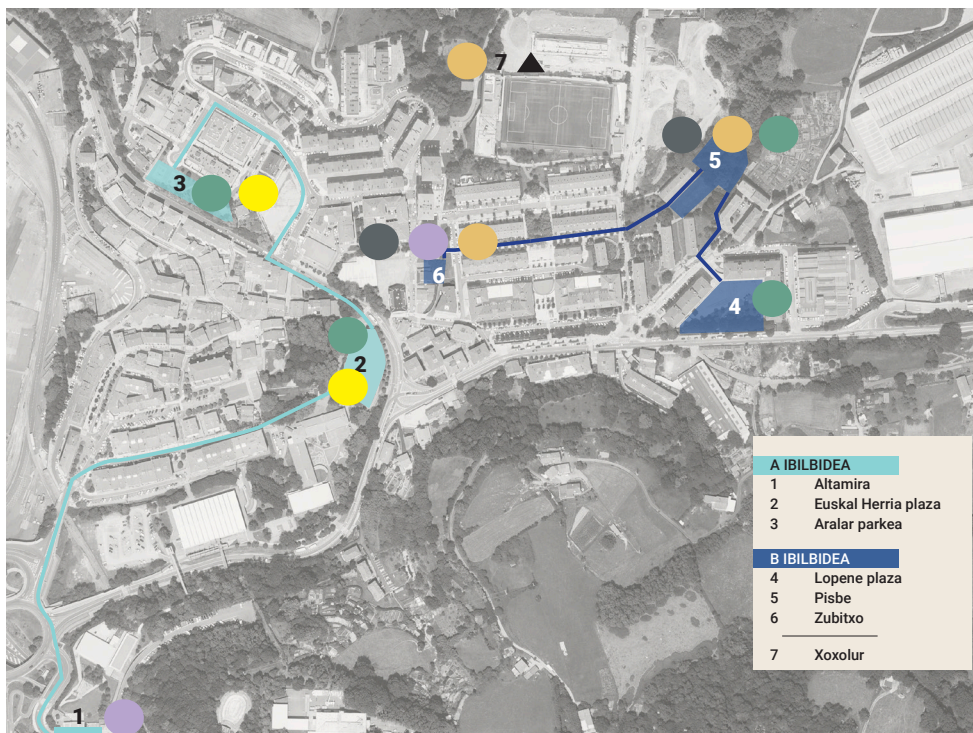 7
5
3
6
4
2
A IBILBIDEA
1 Altamira
2 Euskal Herria plaza
3 Aralar parkea
B IBILBIDEA
4 Lopene plaza
5 Pisbe
6 Zubitxo
7 Xoxolur
1